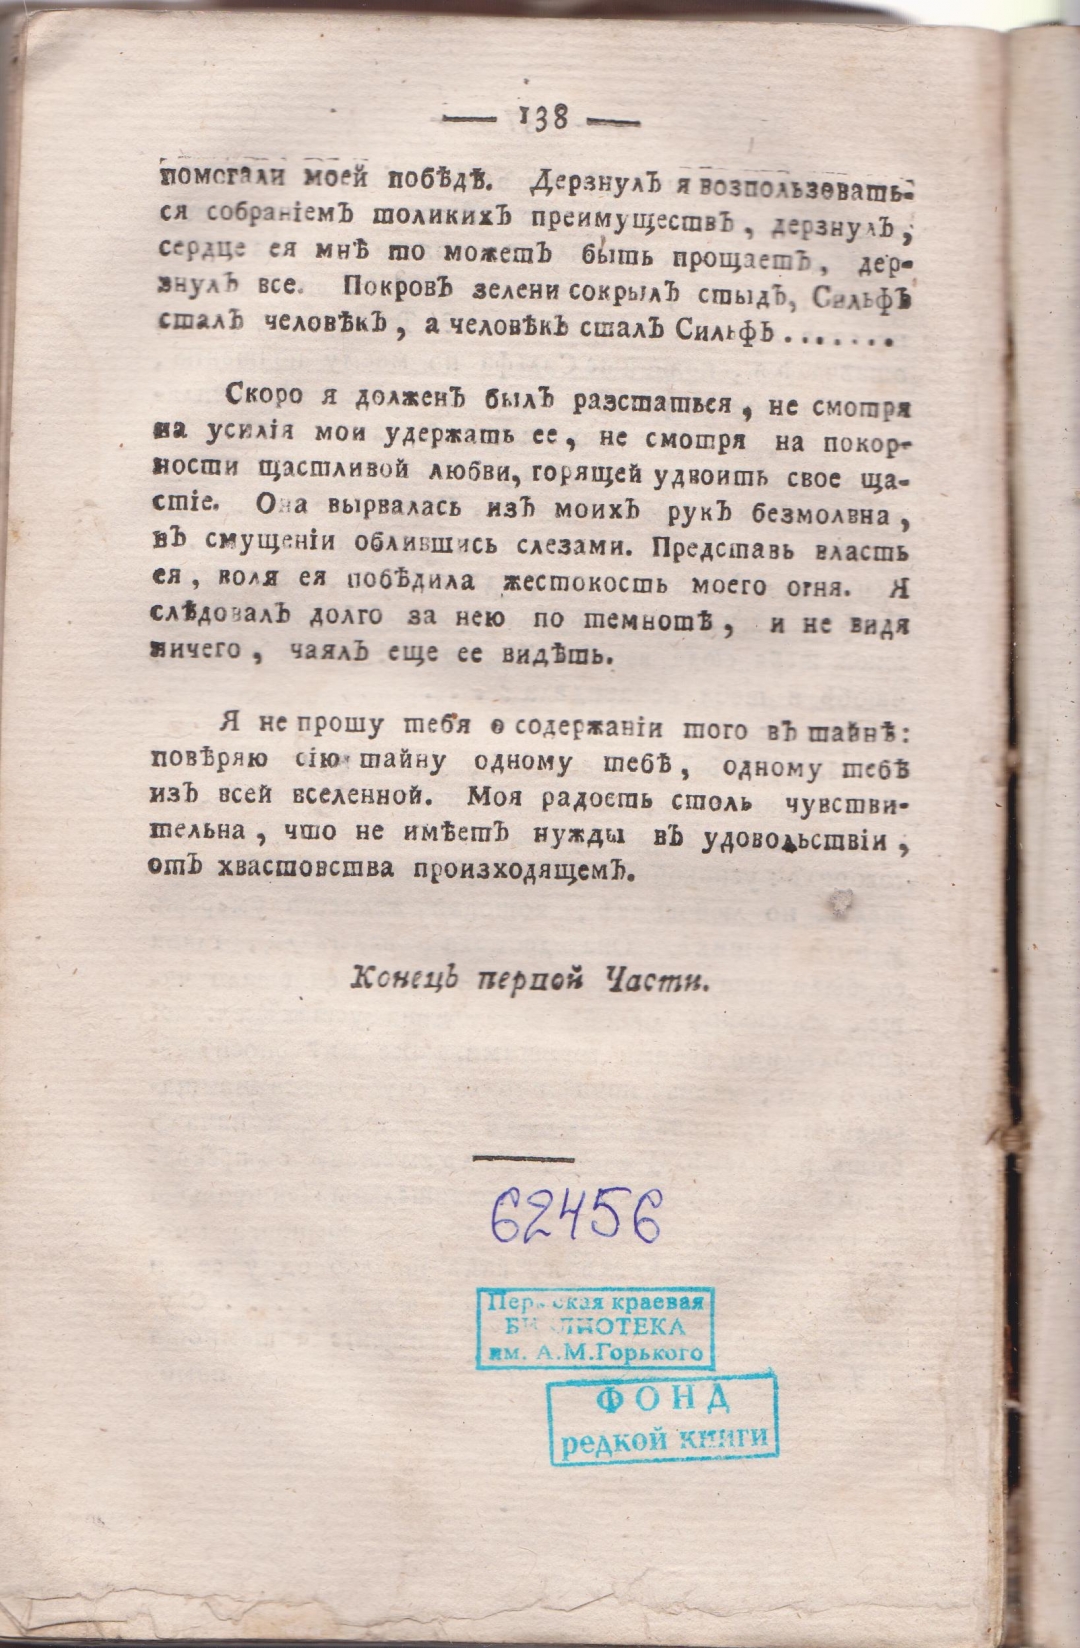 — 138 —
помогали моей побѣдѣ. Дерзнулъ я возпользовать-
ся собраніемъ толикихъ преимуществъ, дерзнулъ,
сердце ея мнѣ то можетъ быть прощаетъ, дер-
знулъ все. Покровъ зелени сокрылъ стыдъ, Сильфъ
сталъ человѣкъ, а человѣкъ сталъ Сильфъ.......
Скоро я долженъ былъ разстаться, не смотря
на усилія мои удержать ее, не смотря на покор-
ности щастливой любви, горящей удвоить свое ща-
стіе. Она вырвалась изъ моихъ рукъ безмолвна,
въ смущеніи обливщись слезами. Представь власть
ея, воля ея побѣдила жестокость моего огня. Я
слѣдовалъ долго за нею по темнотѣ, и не видя
ничего, чаялъ еще ее видѣть.
Я не прошу тебя о содержаніи того въ тайнѣ:
повѣряю сію тайну одному тебѣ, одному тебѣ
изъ всей вселенной. Моя радость столь чувстви-
тельна, что не имѣетъ нужды въ удовольствіи,
отъ хвастовства произходящемъ.
Конецъ первой Части.
62456
Пермская краевая
БИБЛИОТЕКА
им. А.М.Горького
ФОНД
редкой книги